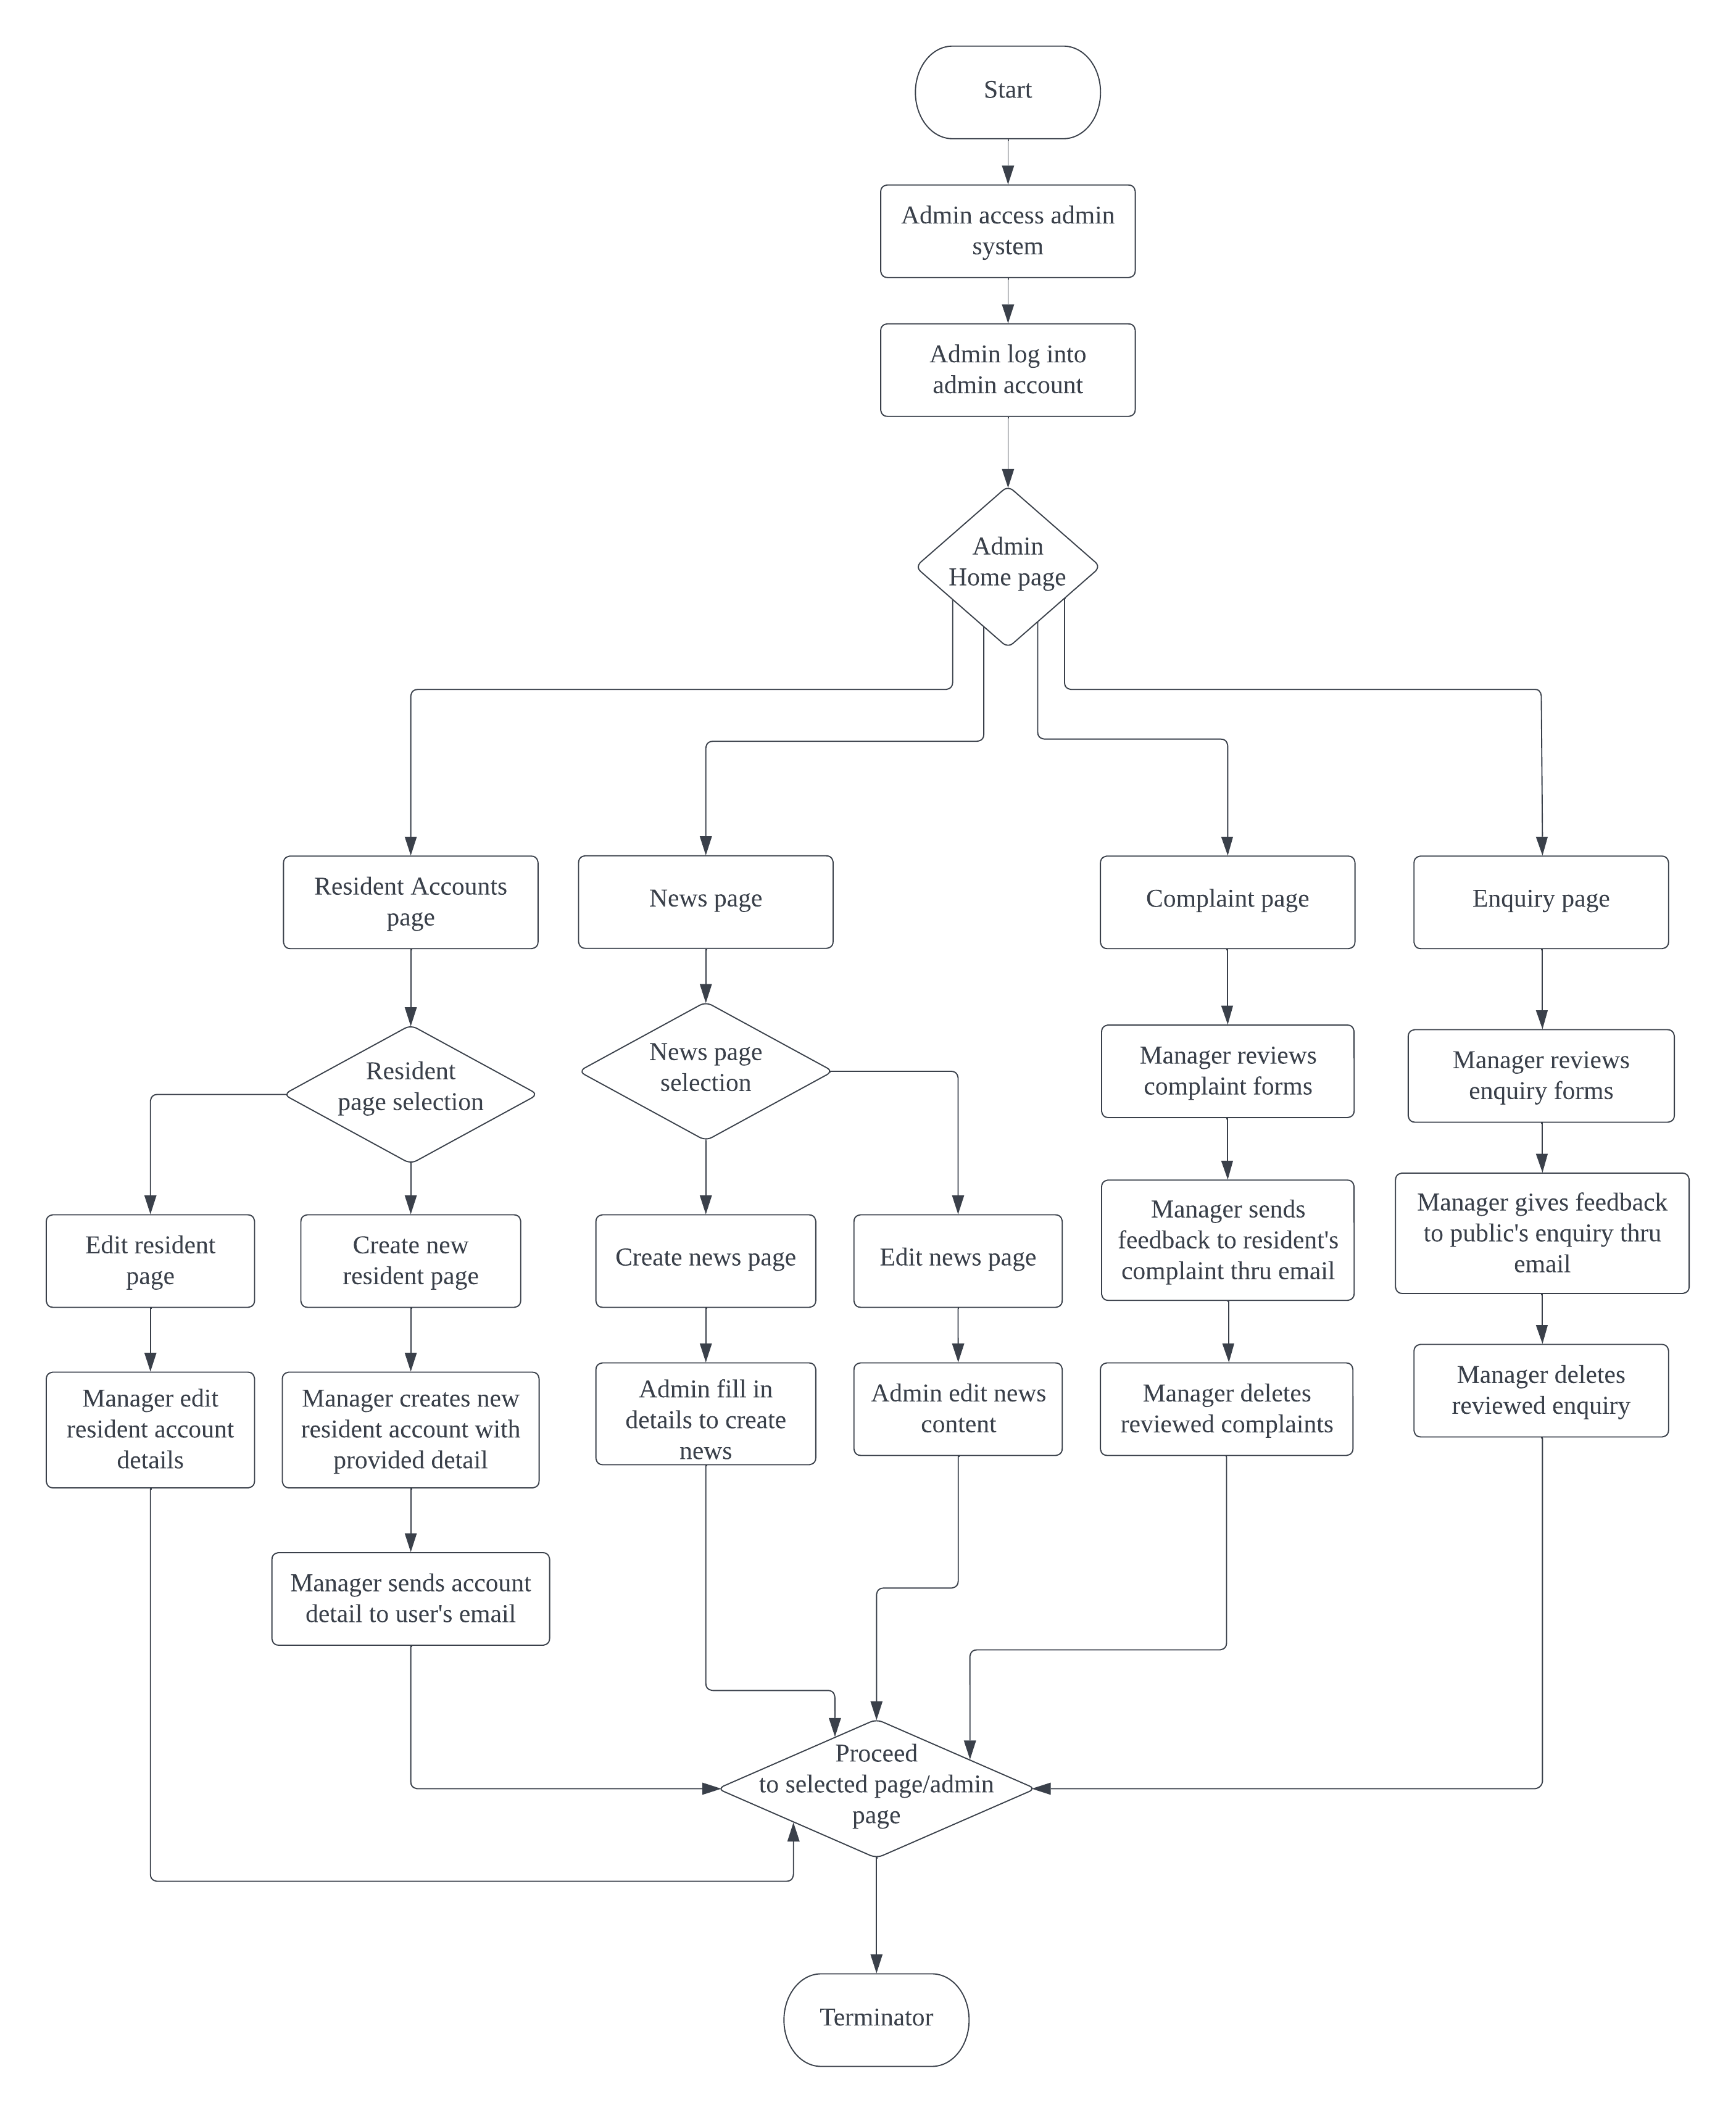 Start
Admin access admin
system
Admin log into
admin account
Admin
Home page
Resident Accounts
page
News page
Complaint page
Enquiry page
Resident
page selection
News page
selection
Manager reviews
complaint forms
Manager reviews
enquiry forms
Edit resident
page
Create new
resident page
Create news page
Edit news page
Manager sends
feedback to resident's
complaint thru email
Manager gives feedback
to public's enquiry thru
email
Manager edit
resident account
details
Manager creates new
resident account with
provided detail
Admin fill in
details to create
news
Admin edit news
content
Manager deletes
reviewed complaints
Manager deletes
reviewed enquiry
Manager sends account
detail to user's email
Proceed
to selected page/admin
page
Terminator